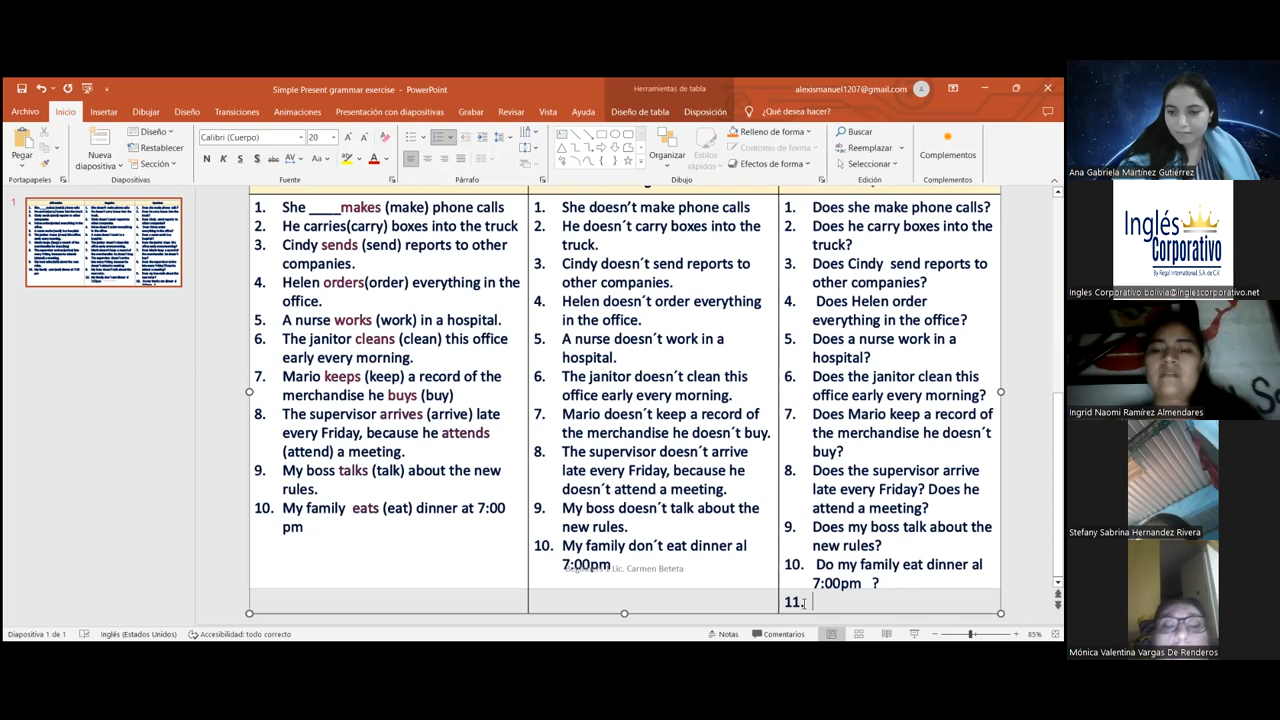 Simple Present grammar exercise - PowerPoint
Herramientas de tabla
alexismanuel1207@gmail.com
A
Archivo Inicio Insertar Dibujar Diseño Transiciones Animaciones Presentación con diapositivas Grabar Revisar Vista Ayuda Diseño de tabla Disposición ¿Qué desea hacer?
Pegar
Portapapeles
Nueva diapositiva
Diseño
Restablecer
Sección
Diapositivas
Calibri (Cuerpo) 20
N K S S abc AV Aa A
Fuente
Párrafo
Organizar
Estilos rápidos
Relleno de forma
Contorno de forma
Efectos de forma
Dibujo
Buscar
Reemplazar
Seleccionar
Edición
Complementos
Complementos
1
1. She ____makes (make) phone calls
2. He carries(carry) boxes into the truck
3. Cindy sends (send) reports to other
companies.
4. Helen orders(order) everything in the
office.
5. A nurse works (work) in a hospital.
6. The janitor cleans (clean) this office
early every morning.
7. Mario keeps (keep) a record of the
merchandise he buys (buy)
8. The supervisor arrives (arrive) late
every Friday, because he attends
(attend) a meeting.
9. My boss talks (talk) about the new
rules.
10. My family eats (eat) dinner at 7:00
pm
1. She doesn't make phone calls
2. He doesn't carry boxes into the
truck.
3. Cindy doesn't send reports to
other companies.
4. Helen doesn´t order everything
in the office.
5. A nurse doesn´t work in a
hospital.
6. The janitor doesn´t clean this
office early every morning.
7. Mario doesn´t keep a record of
the merchandise he doesn´t buy.
8. The supervisor doesn´t arrive
late every Friday, because he
doesn´t attend a meeting.
9. My boss doesn´t talk about the
new rules.
10. My family don´t eat dinner al
7:00pm
Lic. Carmen Beteta
1. Does she make phone calls?
2. Does he carry boxes into the
truck?
3. Does Cindy send reports to
other companies?
4. Does Helen order
everything in the office?
5. Does a nurse work in a
hospital?
6. Does the janitor clean this
office early every morning?
7. Does Mario keep a record of
the merchandise he doesn´t
buy?
8. Does the supervisor arrive
late every Friday? Does he
attend a meeting?
9. Does my boss talk about the
new rules?
10. Do my family eat dinner al
7:00pm ?
11.
Diapositiva 1 de 1 Inglés (Estados Unidos) Accesibilidad: todo correcto Notas Comentarios 85%
Ana Gabriela Martínez Gutiérrez
Inglés
Corporativo
By Regal International, S.A. de C.V.
Ingles Corporativo bolivia@inglescorporativo.net
Ingrid Naomi Ramírez Almendares
Stefany Sabrina Hernandez Rivera
Mónica Valentina Vargas De Renderos